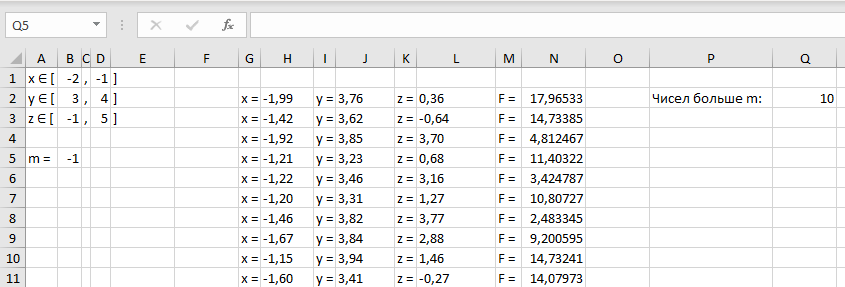 Q5 fx
A B C D E F G H I J K L M N O P Q
1 x ∈ [ -2 , -1 ]
2 y ∈ [ 3 , 4 ] x = -1,99 y = 3,76 z = 0,36 F = 17,96533 Чисел больше m: 10
3 z ∈ [ -1 , 5 ] x = -1,42 y = 3,62 z = -0,64 F = 14,73385
4 x = -1,92 y = 3,85 z = 3,70 F = 4,812467
5 m = -1 x = -1,21 y = 3,23 z = 0,68 F = 11,40322
6 x = -1,22 y = 3,46 z = 3,16 F = 3,424787
7 x = -1,20 y = 3,31 z = 1,27 F = 10,80727
8 x = -1,46 y = 3,82 z = 3,77 F = 2,483345
9 x = -1,67 y = 3,84 z = 2,88 F = 9,200595
10 x = -1,15 y = 3,94 z = 1,46 F = 14,73241
11 x = -1,60 y = 3,41 z = -0,27 F = 14,07973